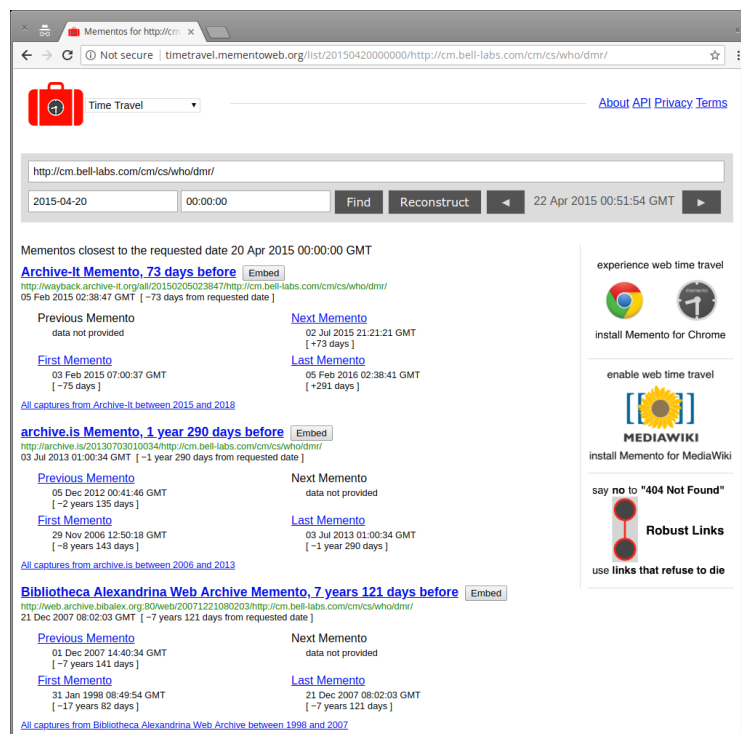 Mementos for http://cm.
Not secure | timetravel.mementoweb.org/list/20150420000000/http://cm.bell-labs.com/cm/cs/who/dmr/
Time Travel
About API Privacy Terms
http://cm.bell-labs.com/cm/cs/who/dmr/
2015-04-20 00:00:00 Find Reconstruct 22 Apr 2015 00:51:54 GMT
Mementos closest to the requested date 20 Apr 2015 00:00:00 GMT
Archive-It Memento, 73 days before Embed
http://wayback.archive-it.org/all/20150205023847/http://cm.bell-labs.com/cm/cs/who/dmr/
05 Feb 2015 02:38:47 GMT [ −73 days from requested date ]
Previous Memento
data not provided
Next Memento
02 Jul 2015 21:21:21 GMT
[ +73 days ]
First Memento
03 Feb 2015 07:00:37 GMT
[ −75 days ]
Last Memento
05 Feb 2016 02:38:41 GMT
[ +291 days ]
All captures from Archive-It between 2015 and 2018
archive.is Memento, 1 year 290 days before Embed
http://archive.is/20130703010034/http://cm.bell-labs.com/cm/cs/who/dmr/
03 Jul 2013 01:00:34 GMT [ −1 year 290 days from requested date ]
Previous Memento
05 Dec 2012 00:41:46 GMT
[ −2 years 135 days ]
Next Memento
data not provided
First Memento
29 Nov 2006 12:50:18 GMT
[ −8 years 143 days ]
Last Memento
03 Jul 2013 01:00:34 GMT
[ −1 year 290 days ]
All captures from archive.is between 2006 and 2013
Bibliotheca Alexandrina Web Archive Memento, 7 years 121 days before Embed
http://web.archive.bibalex.org:80/web/20071221080203/http://cm.bell-labs.com/cm/cs/who/dmr/
21 Dec 2007 08:02:03 GMT [ −7 years 121 days from requested date ]
Previous Memento
01 Dec 2007 14:40:34 GMT
[ −7 years 141 days ]
Next Memento
data not provided
First Memento
31 Jan 1998 08:49:54 GMT
[ −17 years 82 days ]
Last Memento
21 Dec 2007 08:02:03 GMT
[ −7 years 121 days ]
All captures from Bibliotheca Alexandrina Web Archive between 1998 and 2007
experience web time travel
install Memento for Chrome
enable web time travel
MEDIAWIKI
install Memento for MediaWiki
say no to "404 Not Found"
Robust Links
use links that refuse to die